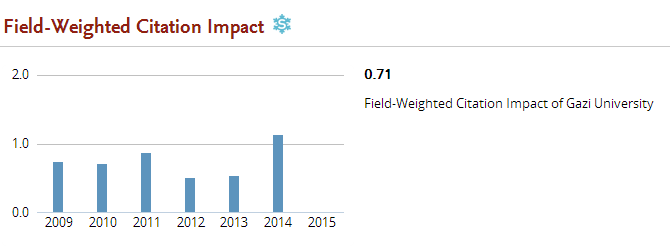 Field-Weighted Citation Impact
2.0
1.0
0.0
2009 2010 2011 2012 2013 2014 2015
0.71
Field-Weighted Citation Impact of Gazi University